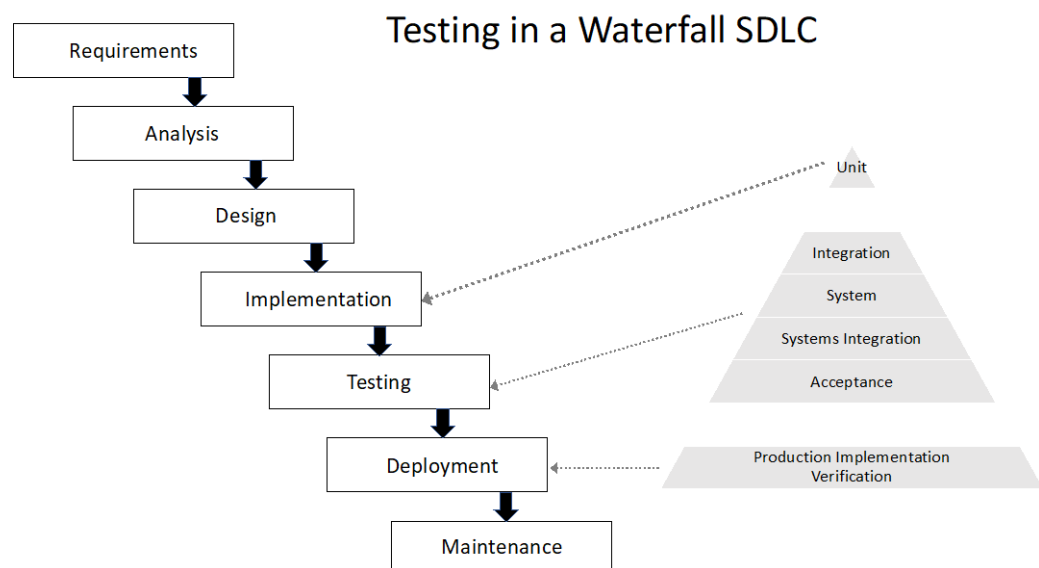 Testing in a Waterfall SDLC
Requirements
Analysis
Design
Implementation
Testing
Deployment
Maintenance
Unit
Integration
System
Systems Integration
Acceptance
Production Implementation
Verification